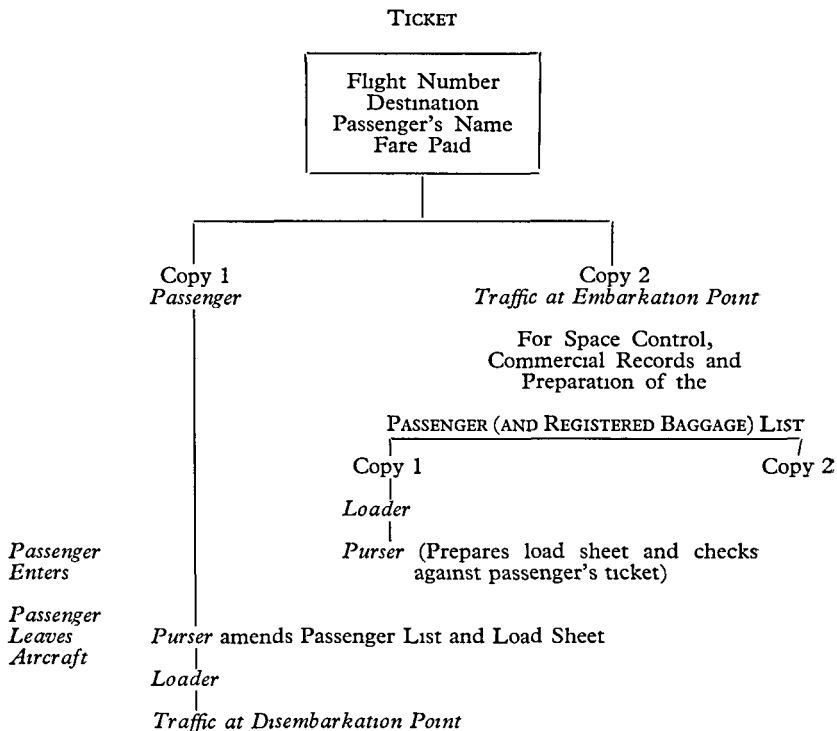 TICKET
Flight Number
Destination
Passenger's Name
Fare Paid
Copy 1
Passenger
Copy 2
Traffic at Embarkation Point
For Space Control,
Commercial Records and
Preparation of the
PASSENGER (AND REGISTERED BAGGAGE) LIST
Copy 1
Copy 2
Loader
Passenger
Enters
Purser (Prepares load sheet and checks
against passenger's ticket)
Passenger
Leaves
Aircraft
Purser amends Passenger List and Load Sheet
Loader
Traffic at Disembarkation Point